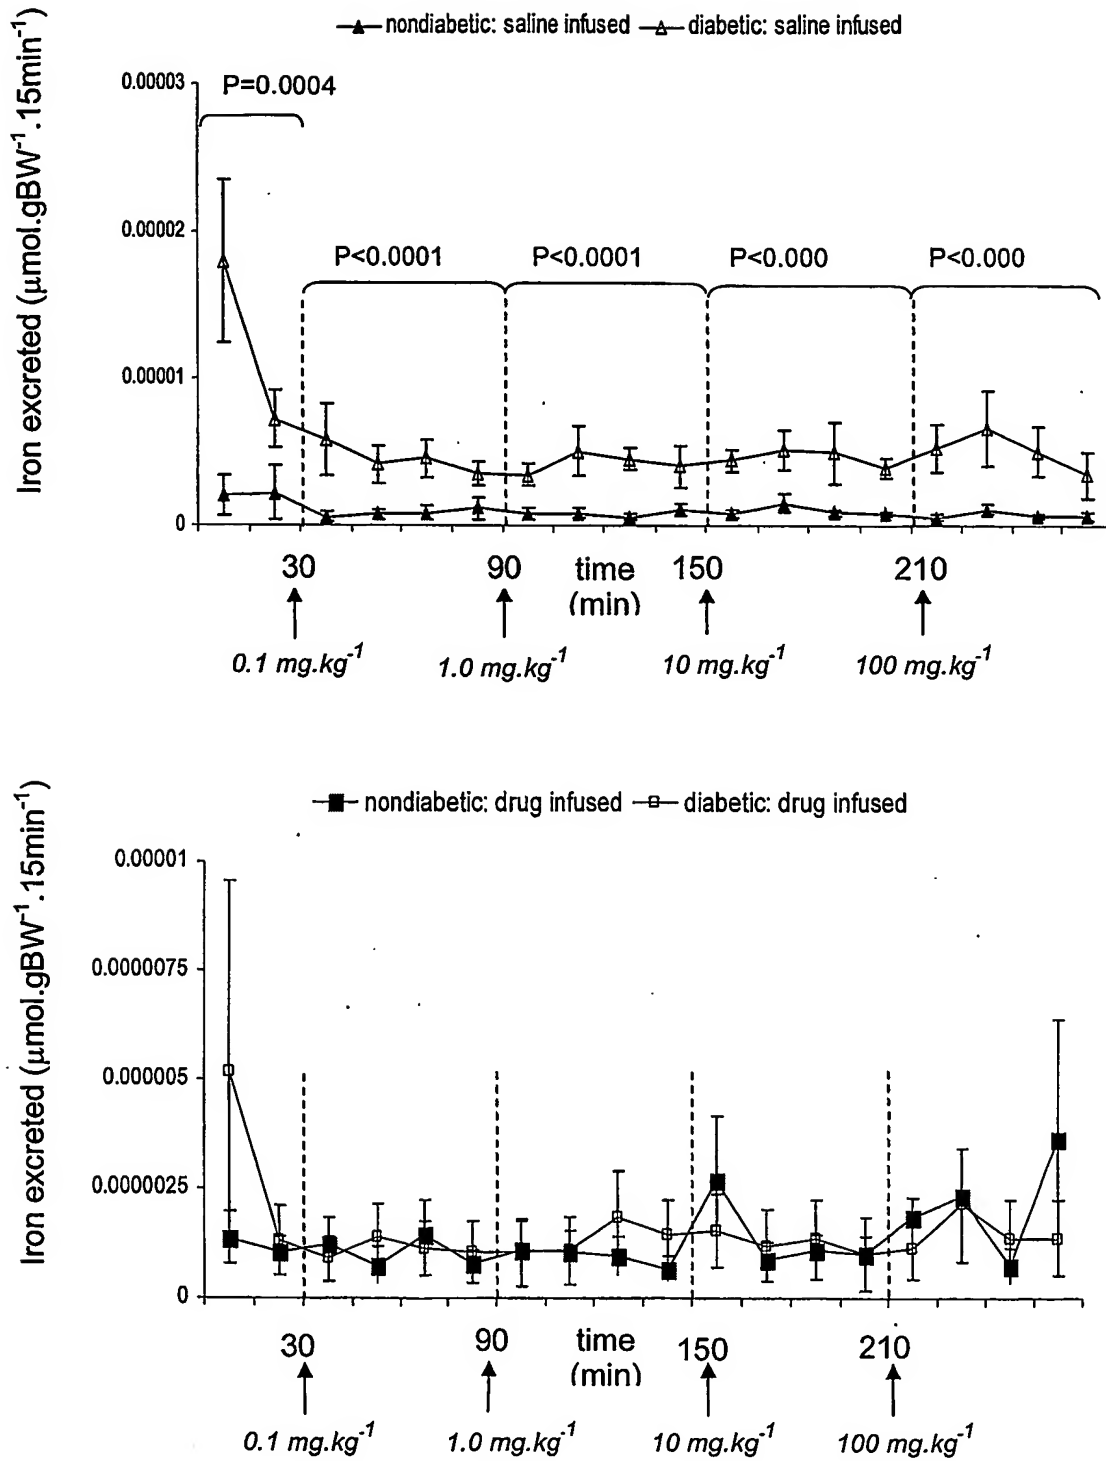 nondiabetic: saline infused diabetic: saline infused
Iron excreted (µmol.gBW⁻¹.15min⁻¹)
0.00003
P=0.0004
0.00002
P<0.0001 P<0.0001 P<0.000 P<0.000
0.00001
0
30 90 time 150 210
(min)
0.1 mg.kg⁻¹ 1.0 mg.kg⁻¹ 10 mg.kg⁻¹ 100 mg.kg⁻¹
nondiabetic: drug infused diabetic: drug infused
Iron excreted (µmol.gBW⁻¹.15min⁻¹)
0.00001
0.0000075
0.000005
0.0000025
0
30 90 time 150 210
(min)
0.1 mg.kg⁻¹ 1.0 mg.kg⁻¹ 10 mg.kg⁻¹ 100 mg.kg⁻¹